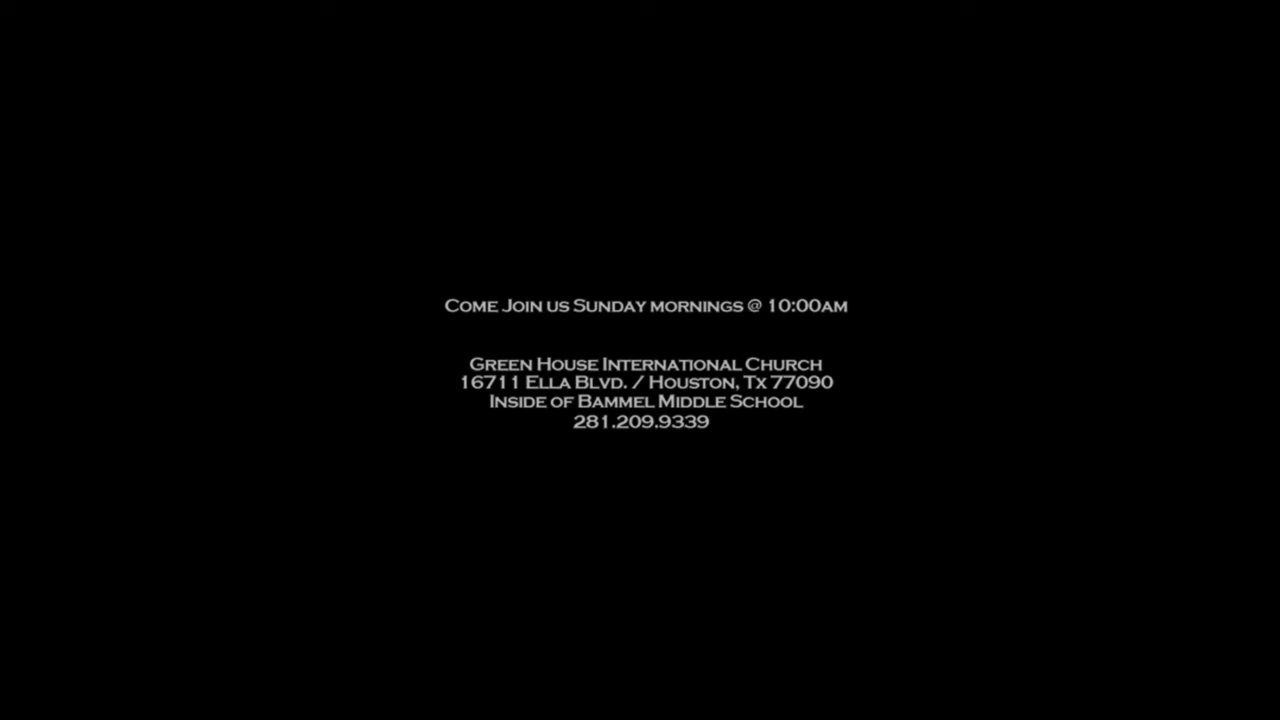 Come Join us Sunday mornings @ 10:00am
Green House International Church
16711 Ella Blvd. / Houston, Tx 77090
Inside of Bammel Middle School
281.209.9339